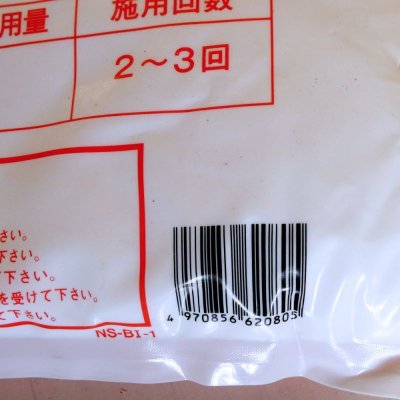 用量 施用回数
2～3回
さい。
下さい。
て下さい。
を受けて下さい。
て下さい。
NS-BI-1
4 970856 620805